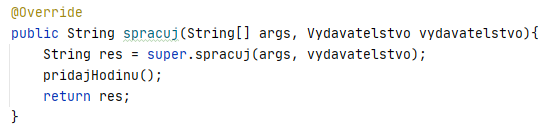 @Override
public String spracuj(String[] args, Vydavatelstvo vydavatelstvo){
String res = super.spracuj(args, vydavatelstvo);
pridajHodinu();
return res;
}